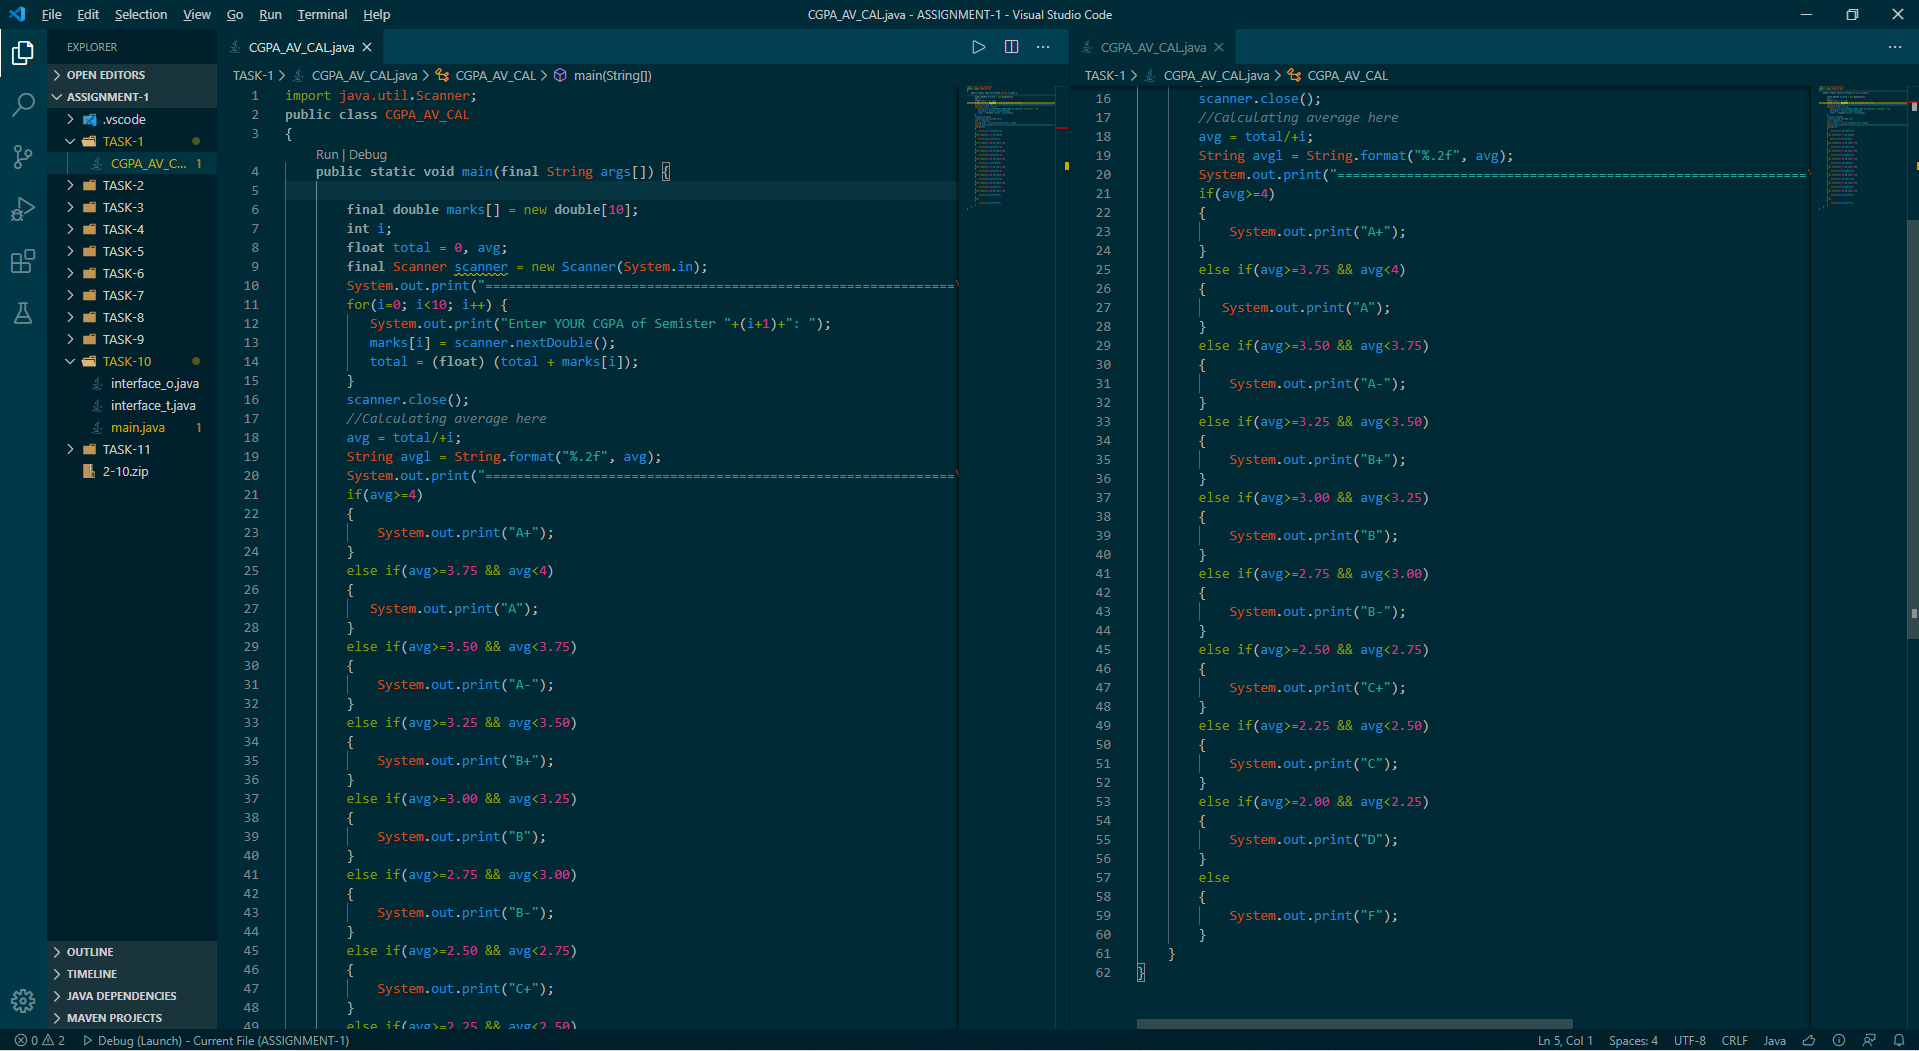 File Edit Selection View Go Run Terminal Help
CGPA_AV_CAL.java - ASSIGNMENT-1 - Visual Studio Code
EXPLORER
OPEN EDITORS
ASSIGNMENT-1
.vscode
TASK-1
CGPA_AV_C... 1
TASK-2
TASK-3
TASK-4
TASK-5
TASK-6
TASK-7
TASK-8
TASK-9
TASK-10
interface_o.java
interface_t.java
main.java 1
TASK-11
2-10.zip
OUTLINE
TIMELINE
JAVA DEPENDENCIES
MAVEN PROJECTS
CGPA_AV_CAL.java
TASK-1 > CGPA_AV_CAL.java > CGPA_AV_CAL > main(String[])
1 import java.util.Scanner;
2 public class CGPA_AV_CAL
3 {
Run | Debug
4 public static void main(final String args[]) {
5
6 final double marks[] = new double[10];
7 int i;
8 float total = 0, avg;
9 final Scanner scanner = new Scanner(System.in);
10 System.out.print("=============================================================\
11 for(i=0; i<10; i++) {
12 System.out.print("Enter YOUR CGPA of Semister "+(i+1)+": ");
13 marks[i] = scanner.nextDouble();
14 total = (float) (total + marks[i]);
15 }
16 scanner.close();
17 //Calculating average here
18 avg = total/+i;
19 String avgl = String.format("%.2f", avg);
20 System.out.print("=============================================================\
21 if(avg>=4)
22 {
23 System.out.print("A+");
24 }
25 else if(avg>=3.75 && avg<4)
26 {
27 System.out.print("A");
28 }
29 else if(avg>=3.50 && avg<3.75)
30 {
31 System.out.print("A-");
32 }
33 else if(avg>=3.25 && avg<3.50)
34 {
35 System.out.print("B+");
36 }
37 else if(avg>=3.00 && avg<3.25)
38 {
39 System.out.print("B");
40 }
41 else if(avg>=2.75 && avg<3.00)
42 {
43 System.out.print("B-");
44 }
45 else if(avg>=2.50 && avg<2.75)
46 {
47 System.out.print("C+");
48 }
49 else if(avg>=2.25 && avg<2.50)
CGPA_AV_CAL.java
TASK-1 > CGPA_AV_CAL.java > CGPA_AV_CAL
16 scanner.close();
17 //Calculating average here
18 avg = total/+i;
19 String avgl = String.format("%.2f", avg);
20 System.out.print("=============================================================\
21 if(avg>=4)
22 {
23 System.out.print("A+");
24 }
25 else if(avg>=3.75 && avg<4)
26 {
27 System.out.print("A");
28 }
29 else if(avg>=3.50 && avg<3.75)
30 {
31 System.out.print("A-");
32 }
33 else if(avg>=3.25 && avg<3.50)
34 {
35 System.out.print("B+");
36 }
37 else if(avg>=3.00 && avg<3.25)
38 {
39 System.out.print("B");
40 }
41 else if(avg>=2.75 && avg<3.00)
42 {
43 System.out.print("B-");
44 }
45 else if(avg>=2.50 && avg<2.75)
46 {
47 System.out.print("C+");
48 }
49 else if(avg>=2.25 && avg<2.50)
50 {
51 System.out.print("C");
52 }
53 else if(avg>=2.00 && avg<2.25)
54 {
55 System.out.print("D");
56 }
57 else
58 {
59 System.out.print("F");
60 }
61 }
62 }
0 2 Debug (Launch) - Current File (ASSIGNMENT-1)
Ln 5, Col 1 Spaces: 4 UTF-8 CRLF Java